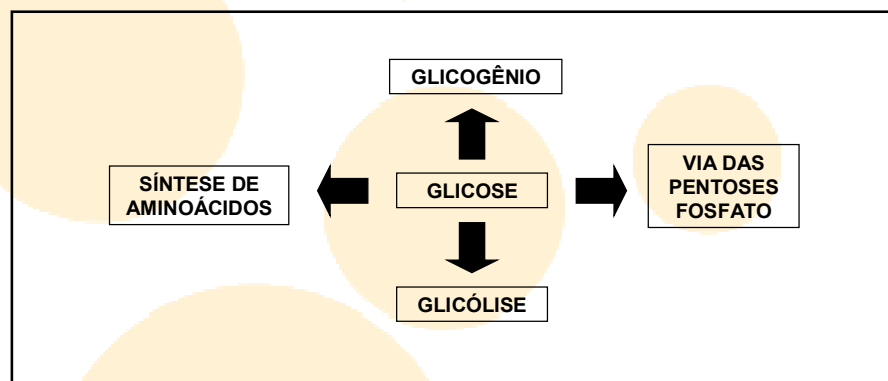 GLICOGÊNIO
SÍNTESE DE
AMINOÁCIDOS
GLICOSE
VIA DAS
PENTOSES
FOSFATO
GLICÓLISE